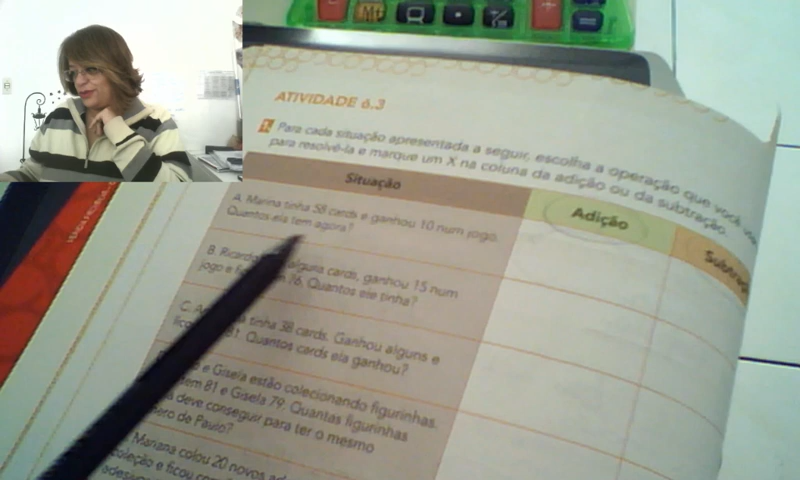 ATIVIDADE 6.3
1. Para cada situação apresentada a seguir, escolha a operação que você
para resolvê-la e marque um X na coluna da adição ou da subtração.
Situação
Adição
A. Marina tinha 58 cards e ganhou 10 num jogo.
Quantos ela tem agora?
B. Ricardo alguns cards, ganhou 15 num
jogo e 76. Quantos ele tinha?
C. tinha 38 cards. Ganhou alguns e
81. Quantos cards ela ganhou?
e Gisela estão colecionando figurinhas.
tem 81 e Gisela 79. Quantas figurinhas
deve conseguir para ter o mesmo
de Paulo?
Mariana colou 20 novos
coleção e ficou